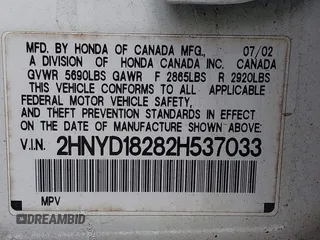 MFD. BY HONDA OF CANADA MFG., 07/02
A DIVISION OF HONDA CANADA INC. CANADA
GVWR 5690LBS GAWR F 2865LBS R 2920LBS
THIS VEHICLE CONFORMS TO ALL APPLICABLE
FEDERAL MOTOR VEHICLE SAFETY,
AND THEFT PREVENTION STANDARDS IN EFFECT ON
THE DATE OF MANUFACTURE SHOWN ABOVE.
V.I.N. 2HNYD18282H537033
MPV
DREAMBID